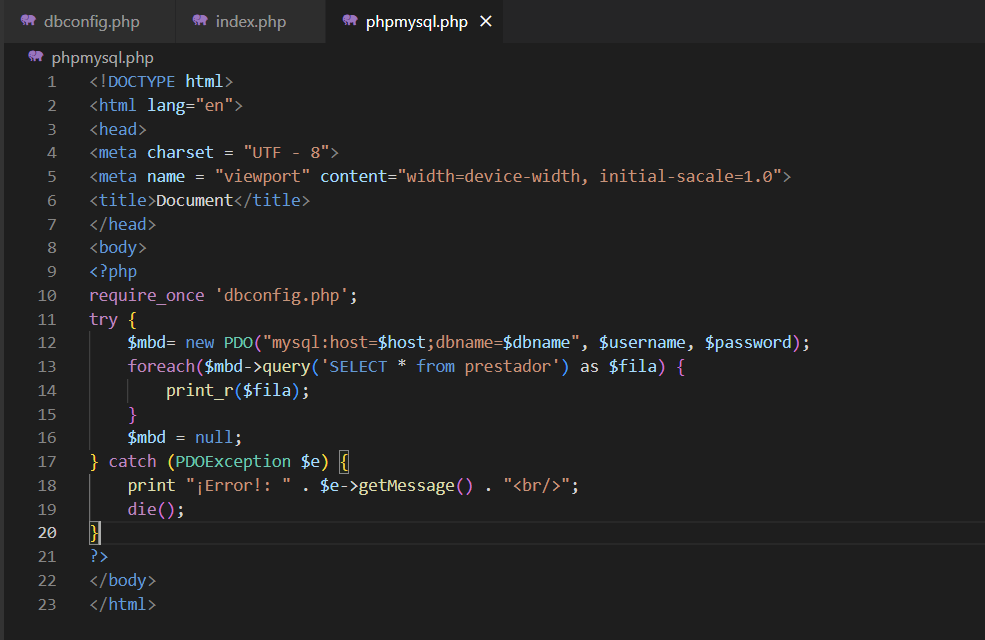 dbconfig.php index.php phpmysql.php ×
phpmysql.php
1 <!DOCTYPE html>
2 <html lang="en">
3 <head>
4 <meta charset = "UTF - 8">
5 <meta name = "viewport" content="width=device-width, initial-sacale=1.0">
6 <title>Document</title>
7 </head>
8 <body>
9 <?php
10 require_once 'dbconfig.php';
11 try {
12     $mbd= new PDO("mysql:host=$host;dbname=$dbname", $username, $password);
13     foreach($mbd->query('SELECT * from prestador') as $fila) {
14         print_r($fila);
15     }
16     $mbd = null;
17 } catch (PDOException $e) {
18     print "¡Error!: " . $e->getMessage() . "<br/>";
19     die();
20 }
21 ?>
22 </body>
23 </html>